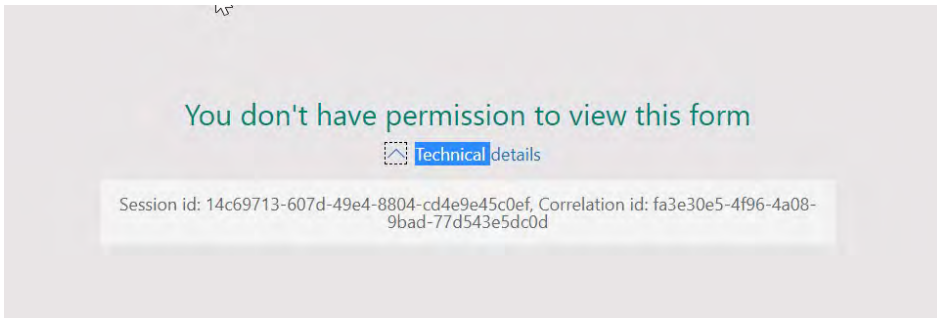 You don't have permission to view this form
Technical details
Session id: 14c69713-607d-49e4-8804-cd4e9e45c0ef, Correlation id: fa3e30e5-4f96-4a08-
9bad-77d543e5dc0d